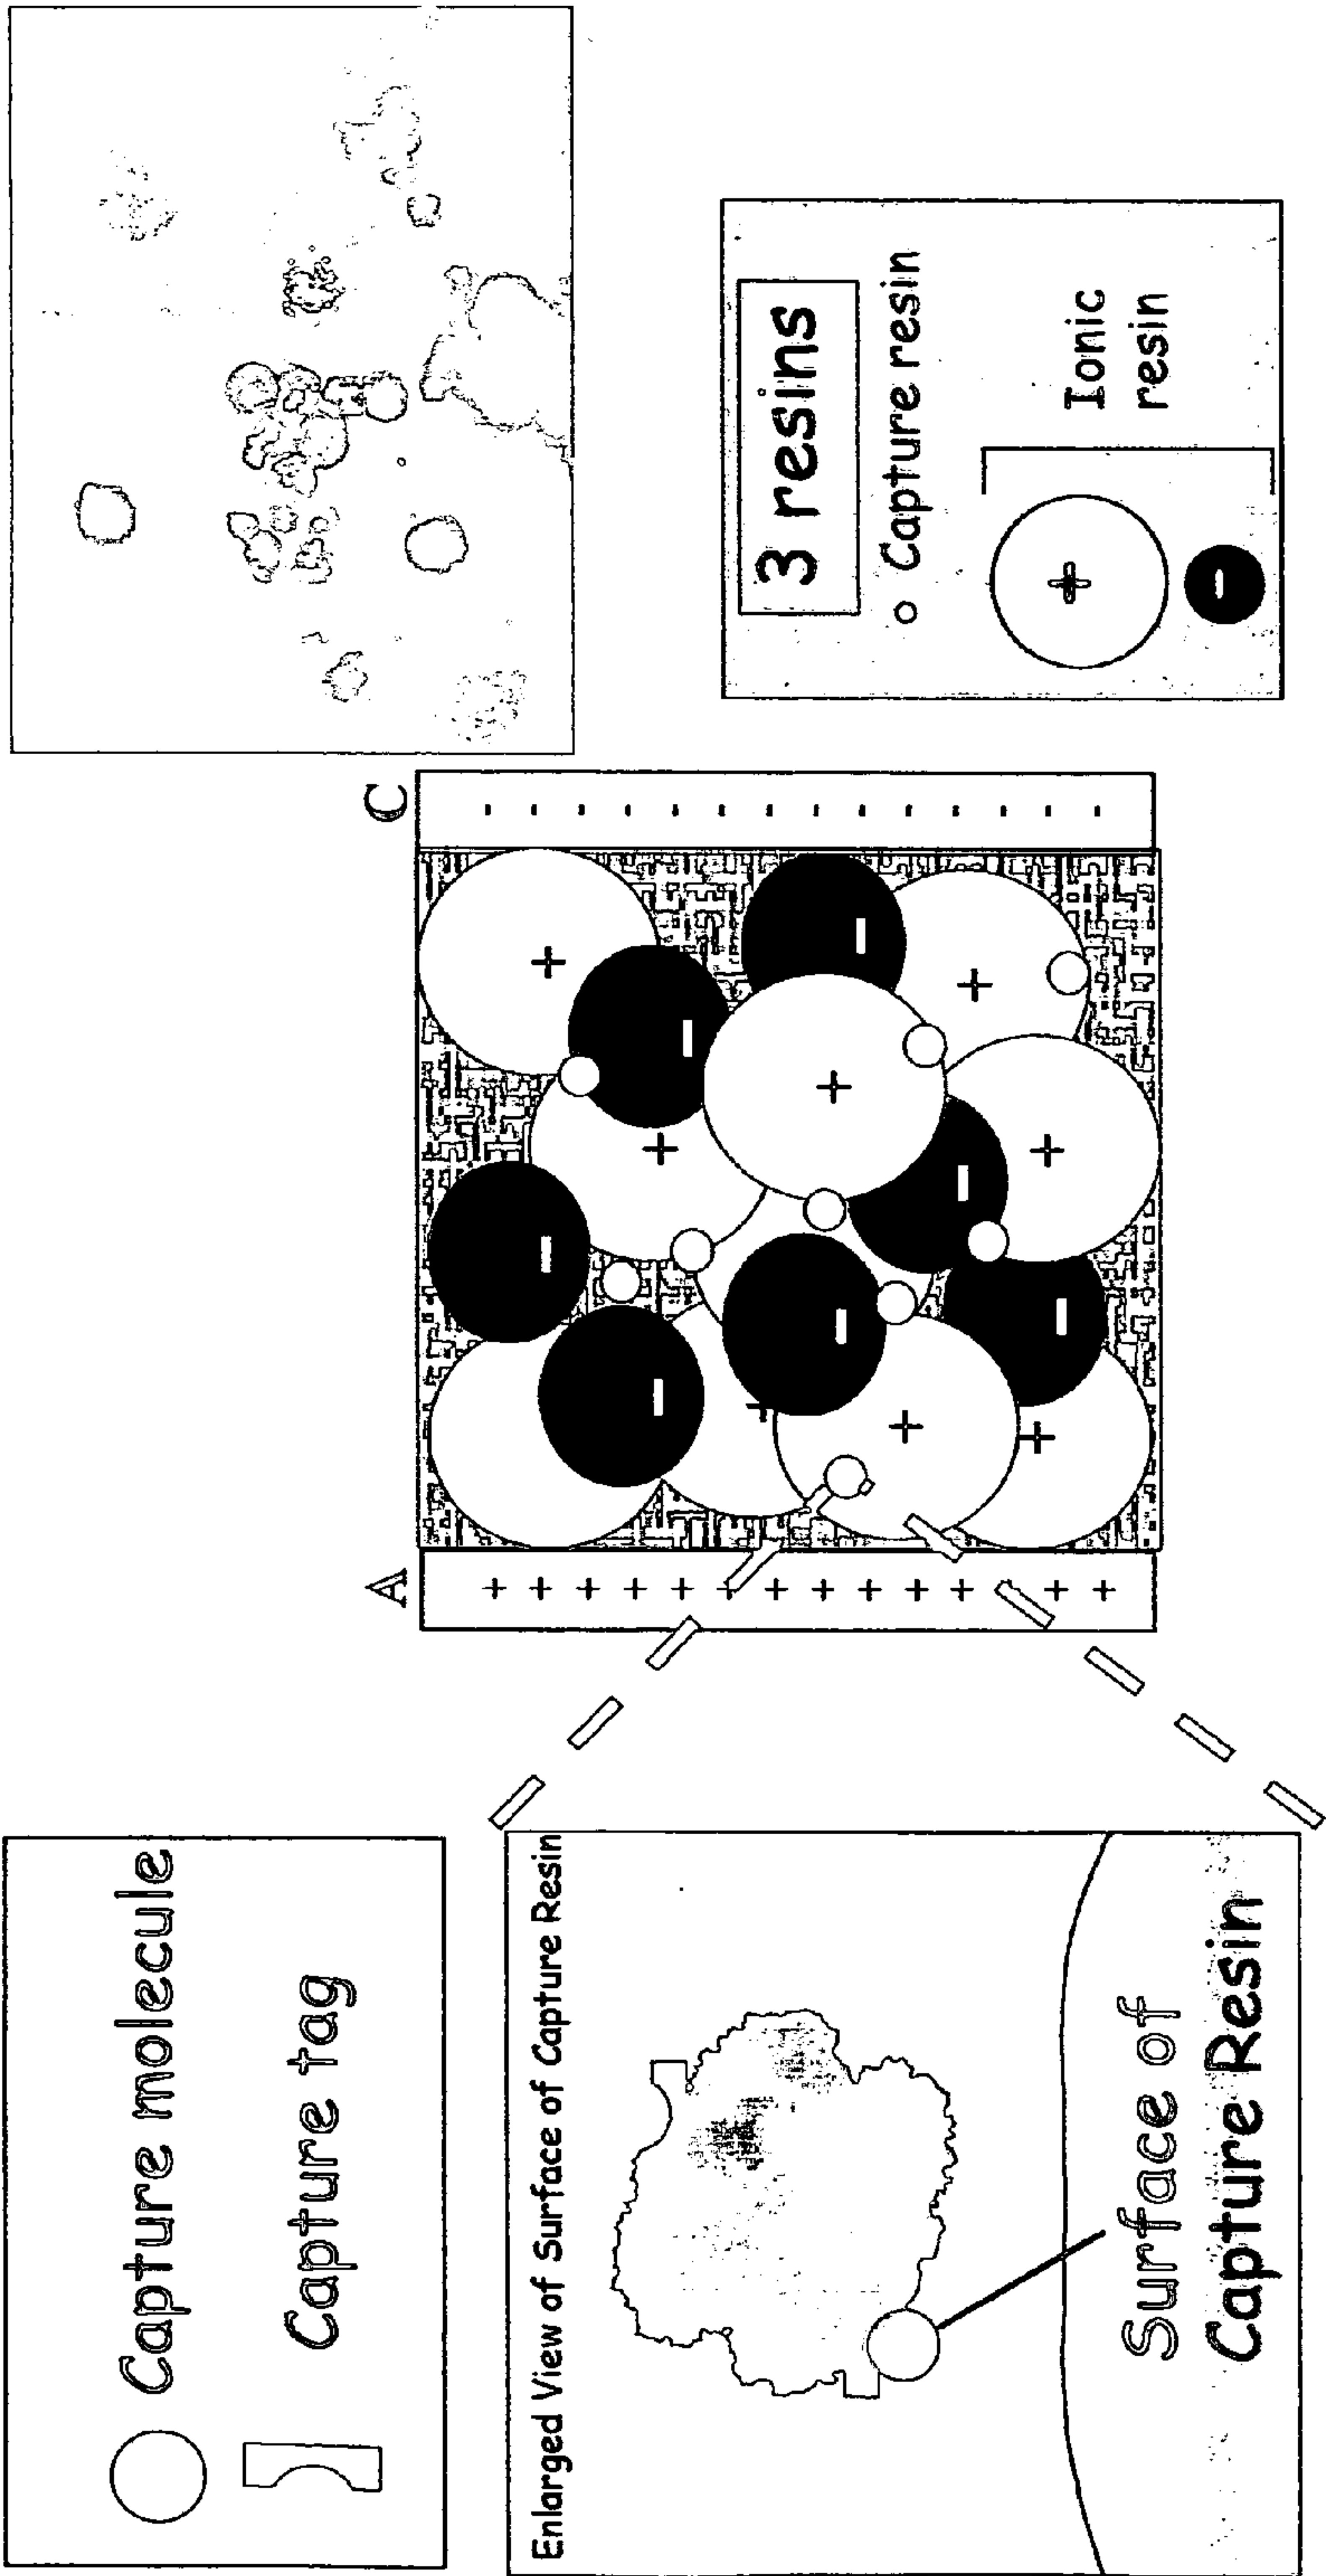 Capture molecule
Capture tag
Enlarged View of Surface of Capture Resin
Surface of
Capture Resin
A
+ + + + + + + + + + + + +
+
-
+
-
+
-
+
-
+
-
+
-
+
-
+
+
C
- - - - - - - - - - - - - -
3 resins
Capture resin
+
-
Ionic
resin